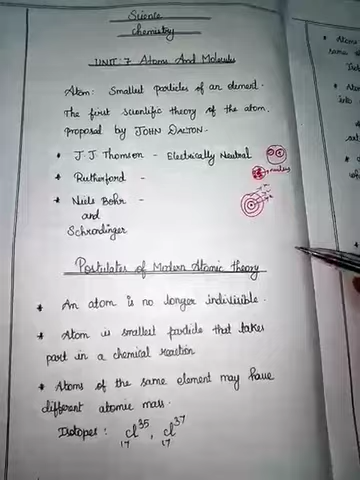 Science
Chemistry
UNIT: 7 Atoms And Molecules
Atom: Smallest particles of an element.
The first scientific theory of the atom.
proposal by JOHN DALTON.
* J.J. Thomson - Electrically Neutral
* Rutherford -
* Niels Bohr
and
Schrondinger
Postulates of Modern Atomic theory
* An atom is no longer indivisible.
* Atom is smallest particle that takes
part in a chemical reaction
* Atoms of the same element may have
different atomic mass.
Isotopes: 17Cl35, 17Cl37